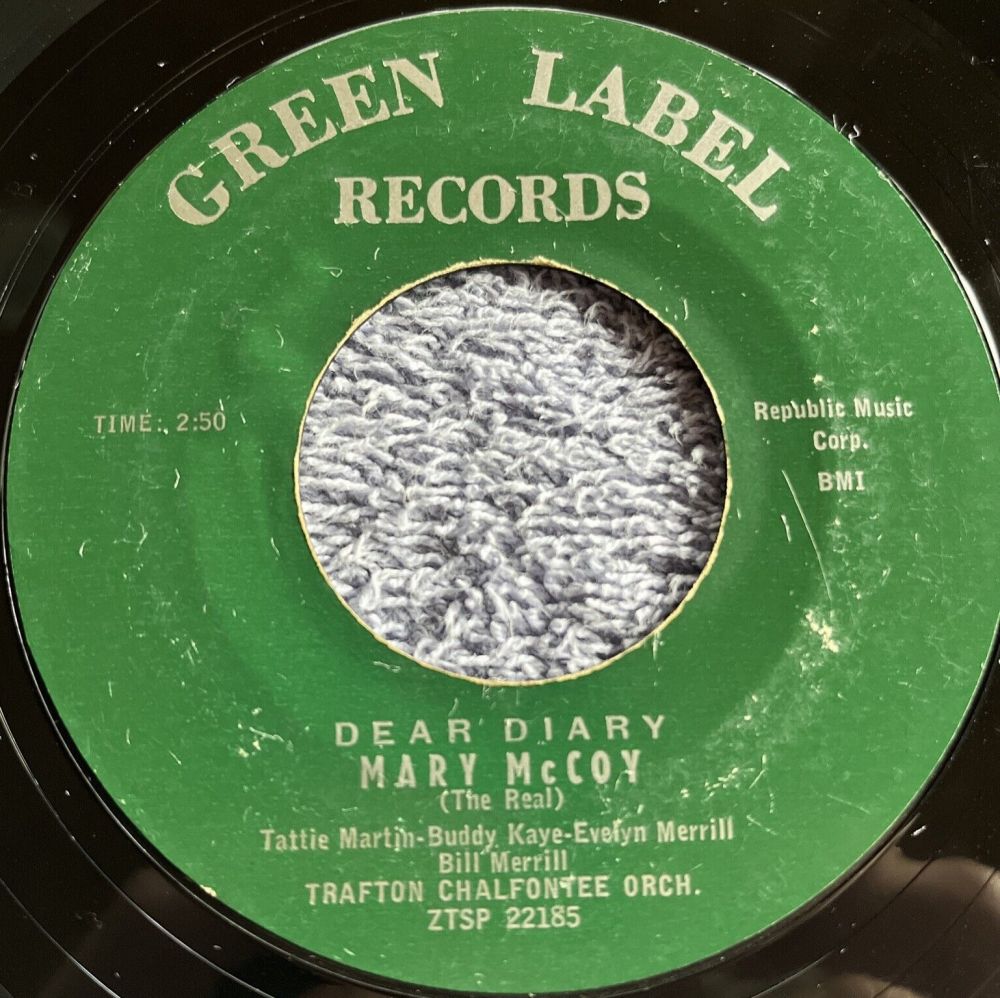 GREEN LABEL
RECORDS
TIME: 2:50
Republic Music
Corp.
BMI
DEAR DIARY
MARY McCOY
(The Real)
Tattie Martin-Buddy Kaye-Evelyn Merrill
Bill Merrill
TRAFTON CHALFONTEE ORCH.
ZTSP 22185